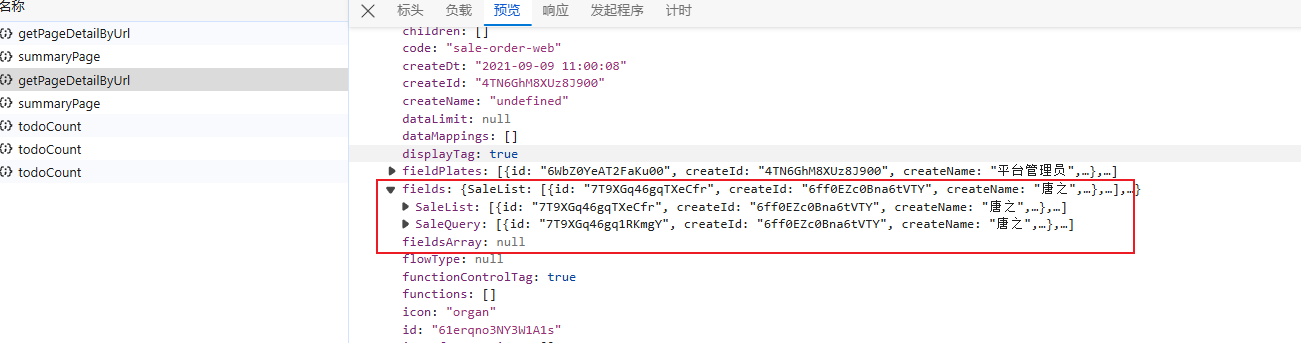 名称
标头 负载 预览 响应 发起程序 计时
getPageDetailByUrl
summaryPage
getPageDetailByUrl
summaryPage
todoCount
todoCount
todoCount
children: []
code: "sale-order-web"
createDt: "2021-09-09 11:00:08"
createId: "4TN6GhM8XUz8J900"
createName: "undefined"
dataLimit: null
dataMappings: []
displayTag: true
fieldPlates: [{id: "6WbZ0YeAT2FaKu00", createId: "4TN6GhM8XUz8J900", createName: "平台管理员",…},…]
fields: {SaleList: [{id: "7T9XGq46gqTXeCfr", createId: "6ff0EZc0Bna6tVTY", createName: "唐之",…},…],…}
SaleList: [{id: "7T9XGq46gqTXeCfr", createId: "6ff0EZc0Bna6tVTY", createName: "唐之",…},…]
SaleQuery: [{id: "7T9XGq46gq1RKmgY", createId: "6ff0EZc0Bna6tVTY", createName: "唐之",…},…]
fieldsArray: null
flowType: null
functionControlTag: true
functions: []
icon: "organ"
id: "61erqno3NY3W1A1s"